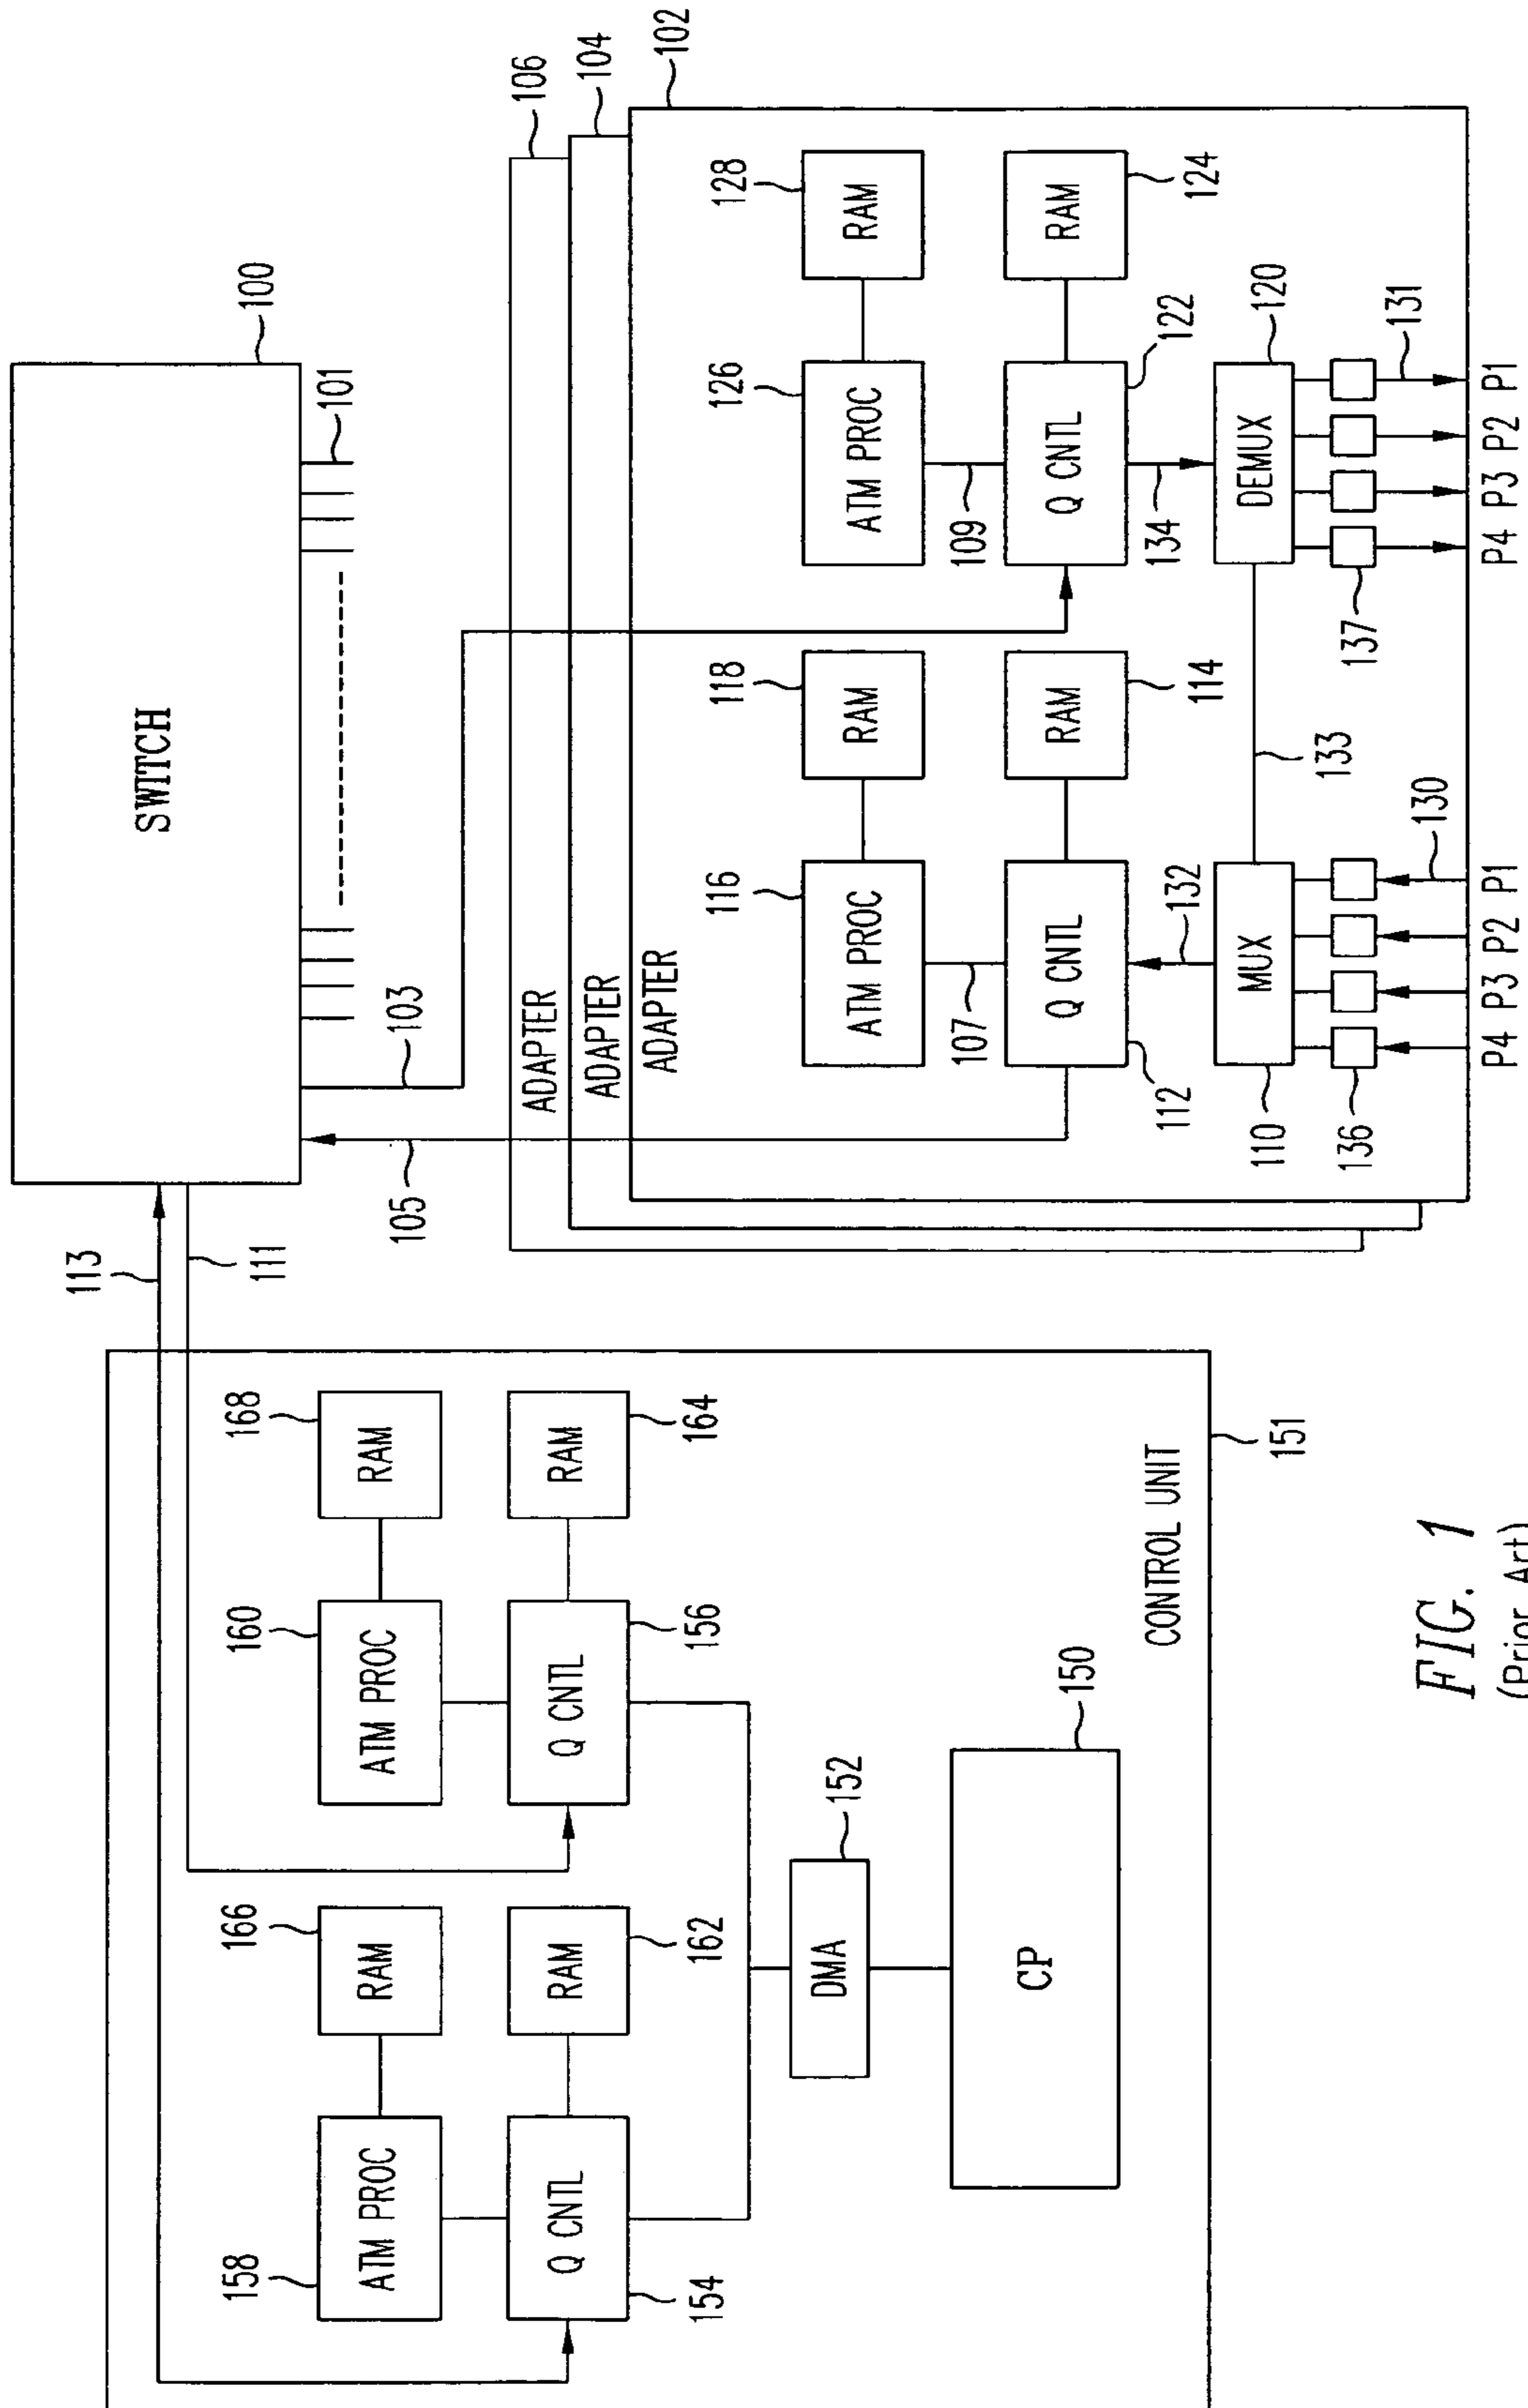 SWITCH
100
101
103
105
113
111
106
104
102
ADAPTER
ADAPTER
ADAPTER
ATM PROC
116
RAM
118
107
Q CNTL
112
RAM
114
132
MUX
110
133
136
130
P4 P3 P2 P1
ATM PROC
126
RAM
128
109
Q CNTL
122
RAM
124
134
DEMUX
120
137
131
P4 P3 P2 P1
ATM PROC
158
RAM
166
Q CNTL
154
RAM
162
ATM PROC
160
RAM
168
Q CNTL
156
RAM
164
DMA
152
CP
150
CONTROL UNIT
151
FIG. 1
(Prior Art)